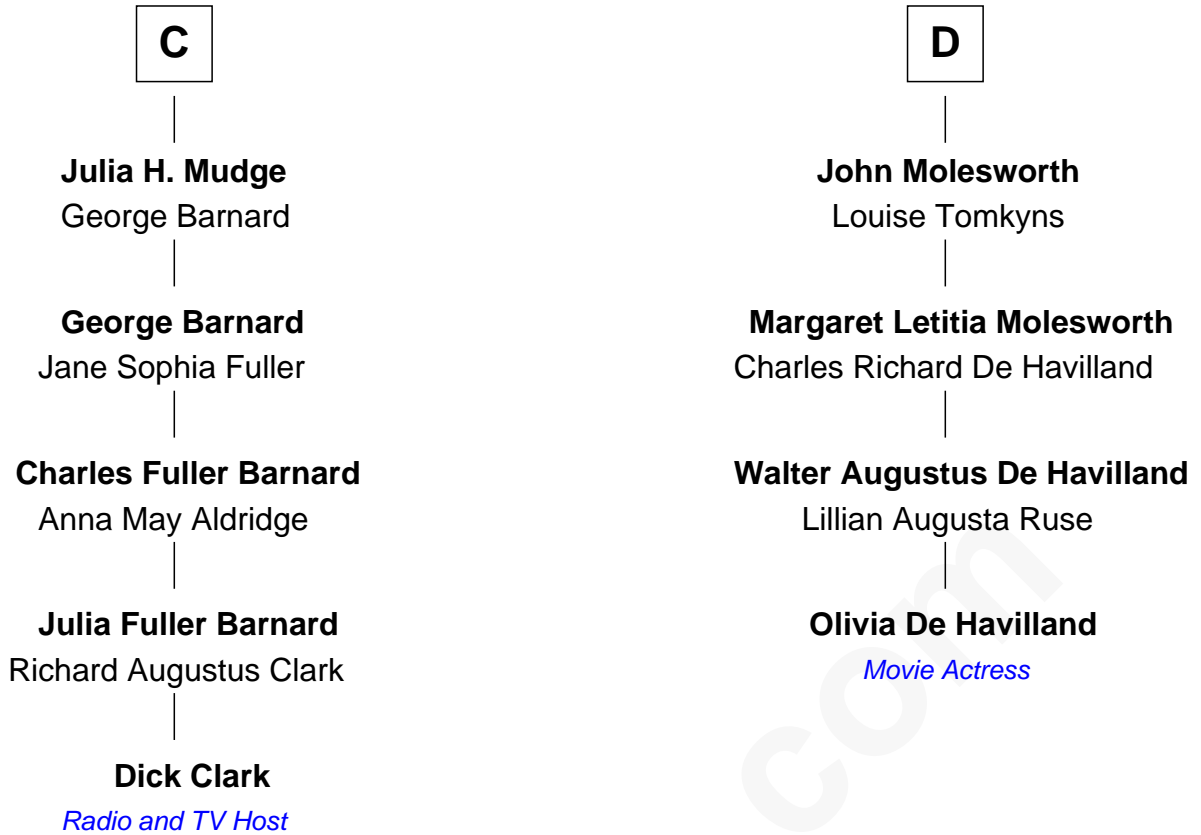 C
Julia H. Mudge
George Barnard
George Barnard
Jane Sophia Fuller
Charles Fuller Barnard
Anna May Aldridge
Julia Fuller Barnard
Richard Augustus Clark
Dick Clark
Radio and TV Host
D
John Molesworth
Louise Tomkyns
Margaret Letitia Molesworth
Charles Richard De Havilland
Walter Augustus De Havilland
Lillian Augusta Ruse
Olivia De Havilland
Movie Actress
com